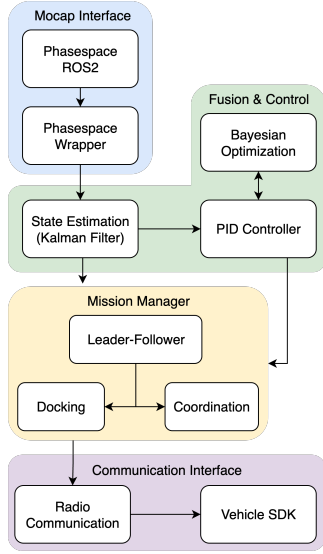 Mocap Interface
Phasespace
ROS2
Phasespace
Wrapper
Fusion & Control
Bayesian
Optimization
State Estimation
(Kalman Filter)
PID Controller
Mission Manager
Leader-Follower
Docking
Coordination
Communication Interface
Radio
Communication
Vehicle SDK